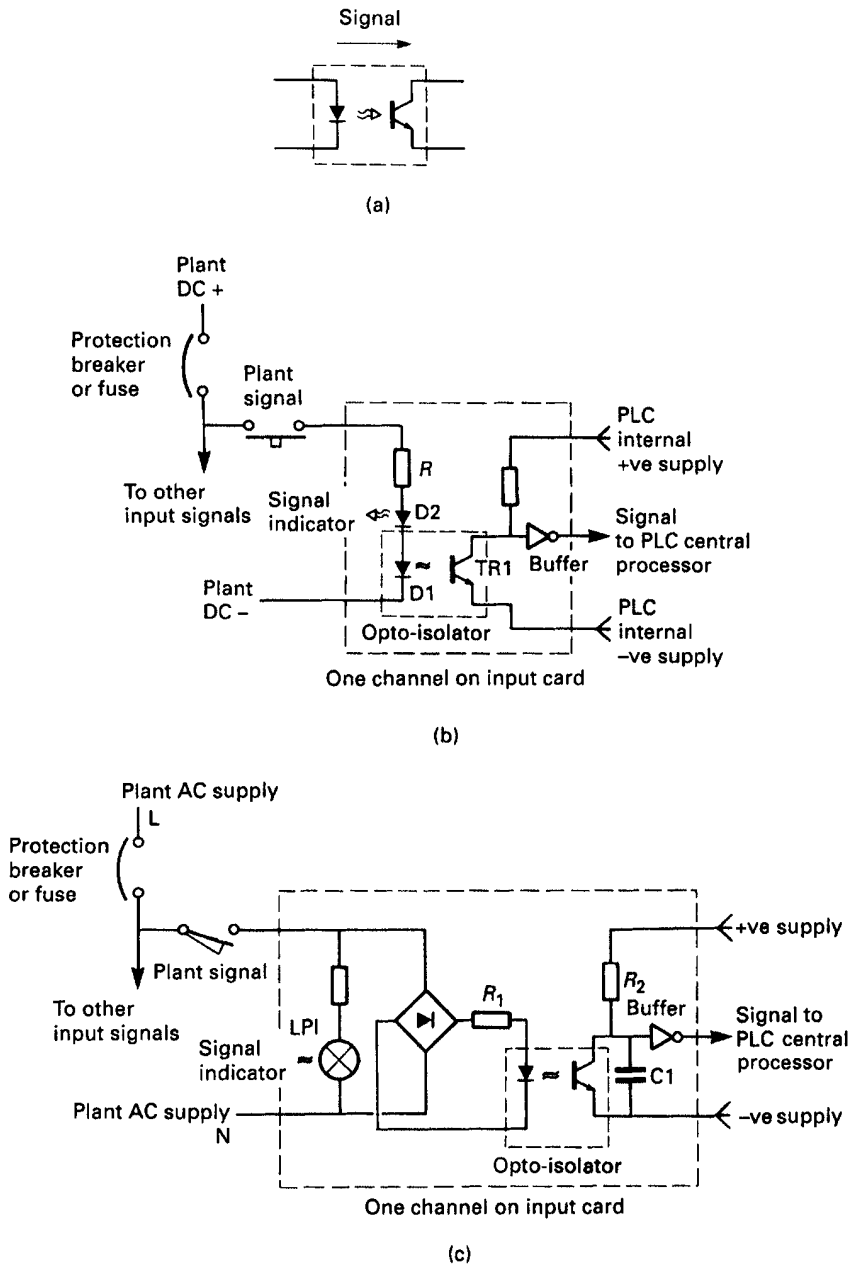 Signal
(a)
Plant
DC +
Protection
breaker
or fuse
Plant
signal
To other
input signals
R
Signal
indicator
D2
D1
TR1
Buffer
Plant
DC –
Opto-isolator
PLC
internal
+ve supply
Signal
to PLC central
processor
PLC
internal
–ve supply
One channel on input card
(b)
Plant AC supply
L
Protection
breaker
or fuse
Plant signal
To other
input signals
LPI
Signal
indicator
Plant AC supply
N
R1
R2
Buffer
C1
Opto-isolator
+ve supply
Signal to
PLC central
processor
–ve supply
One channel on input card
(c)